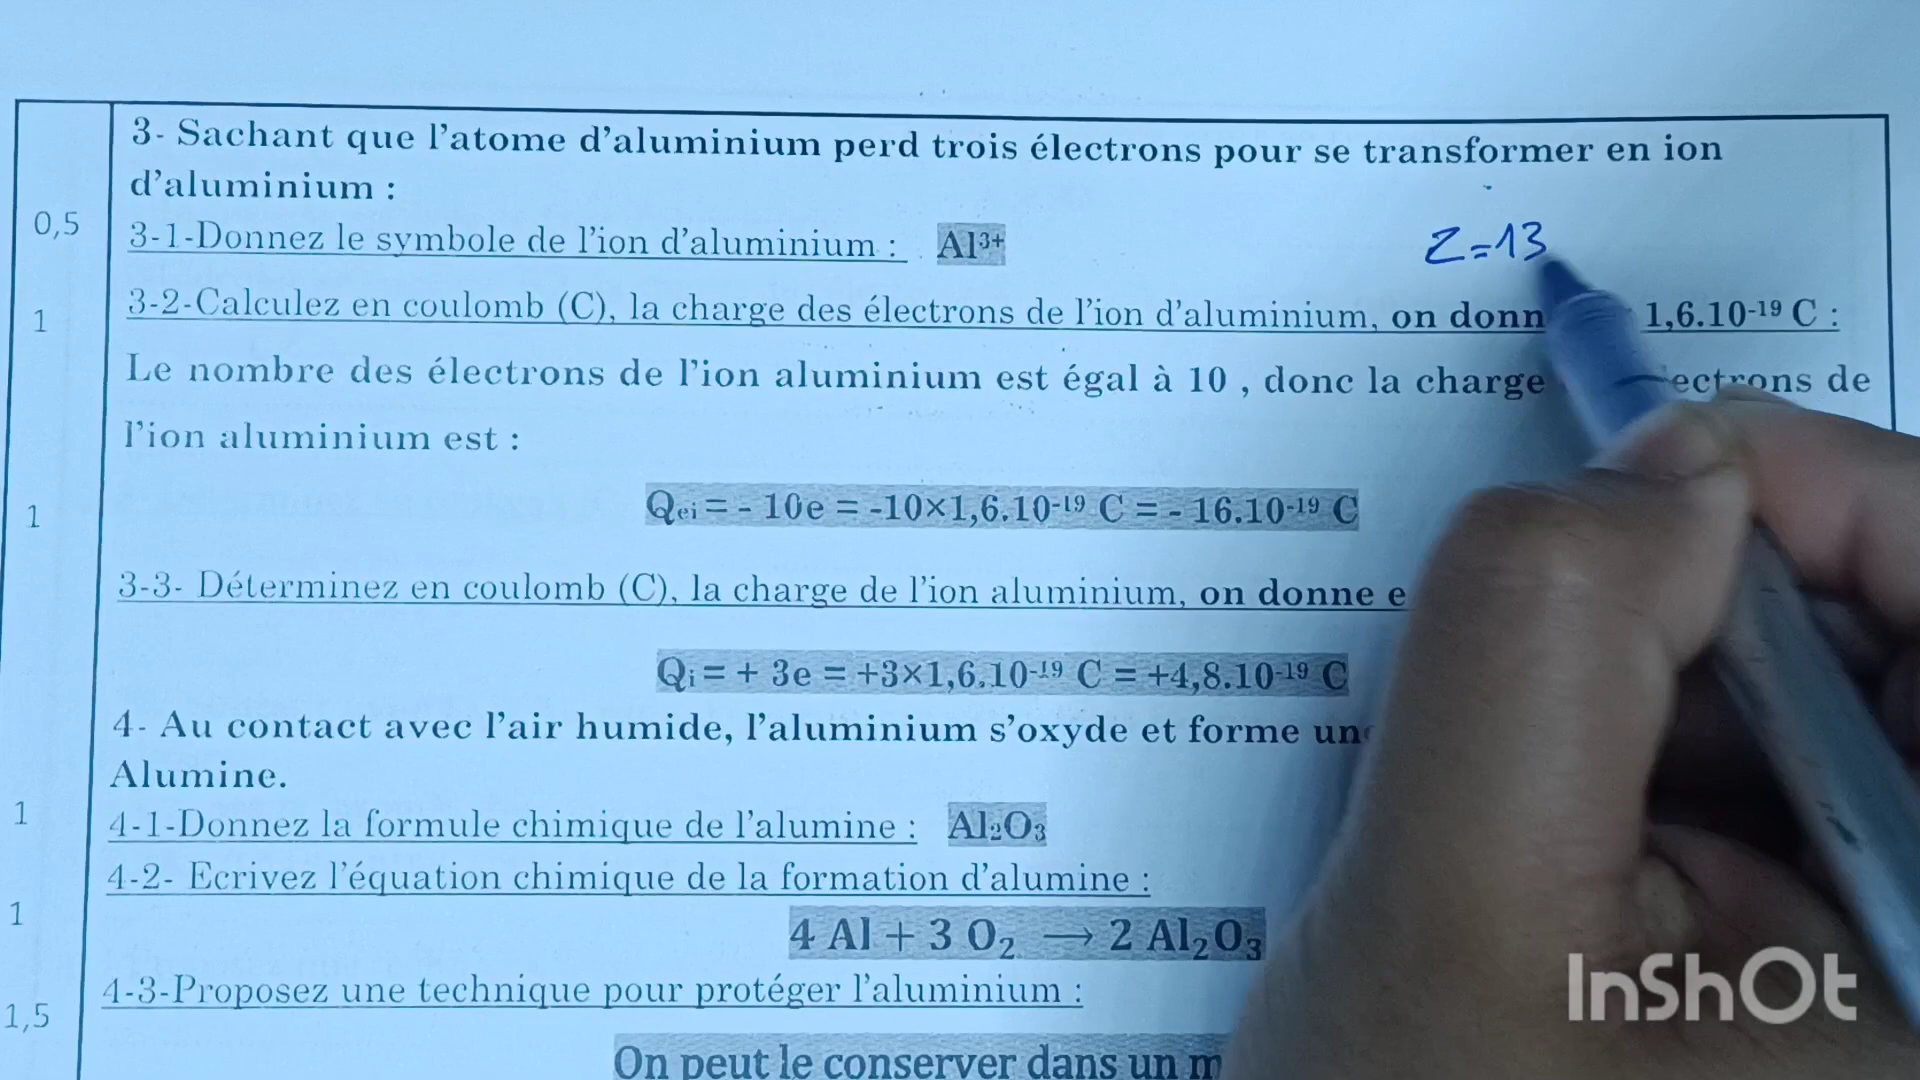 3- Sachant que l'atome d'aluminium perd trois électrons pour se transformer en ion
d'aluminium :
0,5
3-1-Donnez le symbole de l'ion d'aluminium : Al³⁺
Z=13
1
3-2-Calculez en coulomb (C), la charge des électrons de l'ion d'aluminium, on donn 1,6.10⁻¹⁹ C :
Le nombre des électrons de l'ion aluminium est égal à 10 , donc la charge ectrons de
l'ion aluminium est :
1
Qₑᵢ = - 10e = -10×1,6.10⁻¹⁹ C = - 16.10⁻¹⁹ C
3-3- Déterminez en coulomb (C), la charge de l'ion aluminium, on donne e
Qᵢ = + 3e = +3×1,6.10⁻¹⁹ C = +4,8.10⁻¹⁹ C
4- Au contact avec l'air humide, l'aluminium s'oxyde et forme un
Alumine.
1
4-1-Donnez la formule chimique de l'alumine : Al₂O₃
4-2- Ecrivez l'équation chimique de la formation d'alumine :
1
4 Al + 3 O₂ → 2 Al₂O₃
4-3-Proposez une technique pour protéger l'aluminium :
1,5
On peut le conserver dans un m
InShOt